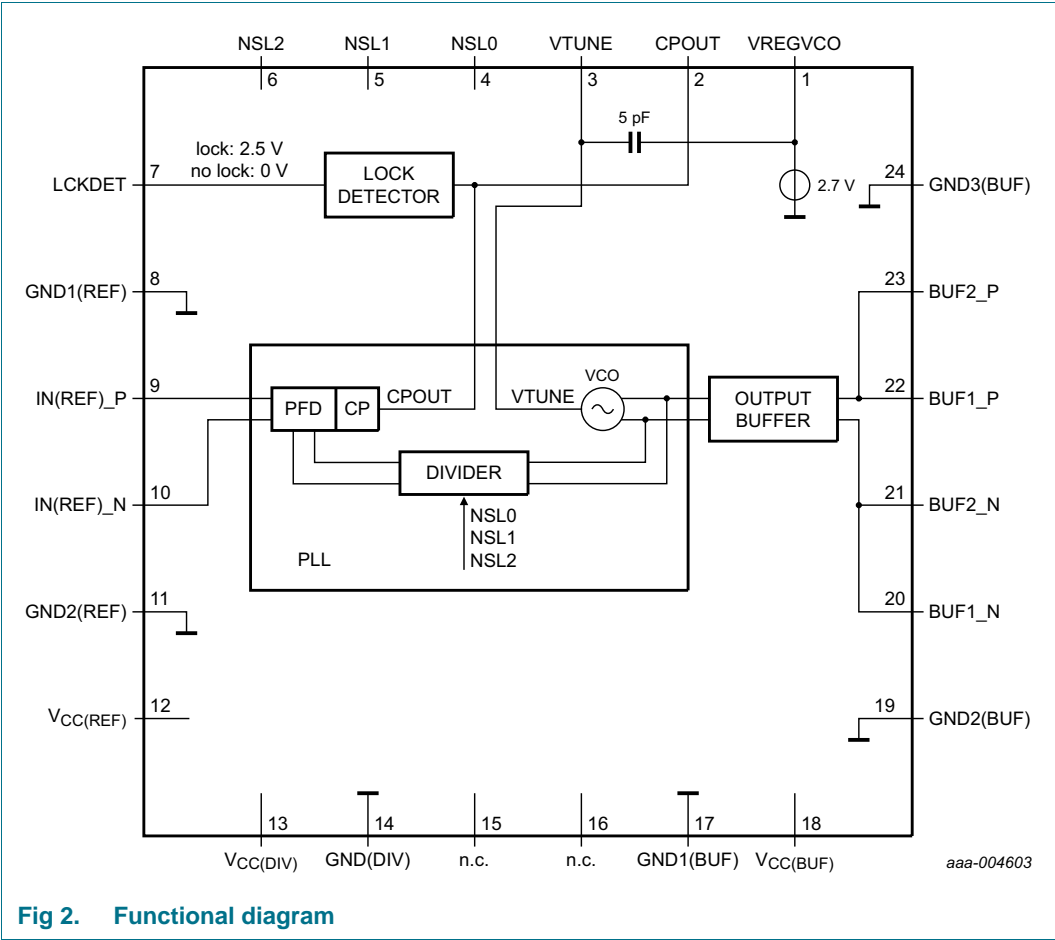 NSL2 NSL1 NSL0 VTUNE CPOUT VREGVCO
6 5 4 3 2 1
5 pF
lock: 2.5 V
no lock: 0 V
LCKDET 7
LOCK
DETECTOR
2.7 V
24 GND3(BUF)
8
GND1(REF)
23
BUF2_P
VCO
IN(REF)_P 9
PFD CP CPOUT VTUNE
OUTPUT
BUFFER
22 BUF1_P
DIVIDER
IN(REF)_N 10
NSL0
NSL1
NSL2
21 BUF2_N
PLL
GND2(REF) 11
20 BUF1_N
VCC(REF) 12
19 GND2(BUF)
13 14 15 16 17 18
VCC(DIV) GND(DIV) n.c. n.c. GND1(BUF) VCC(BUF)
aaa-004603
Fig 2. Functional diagram